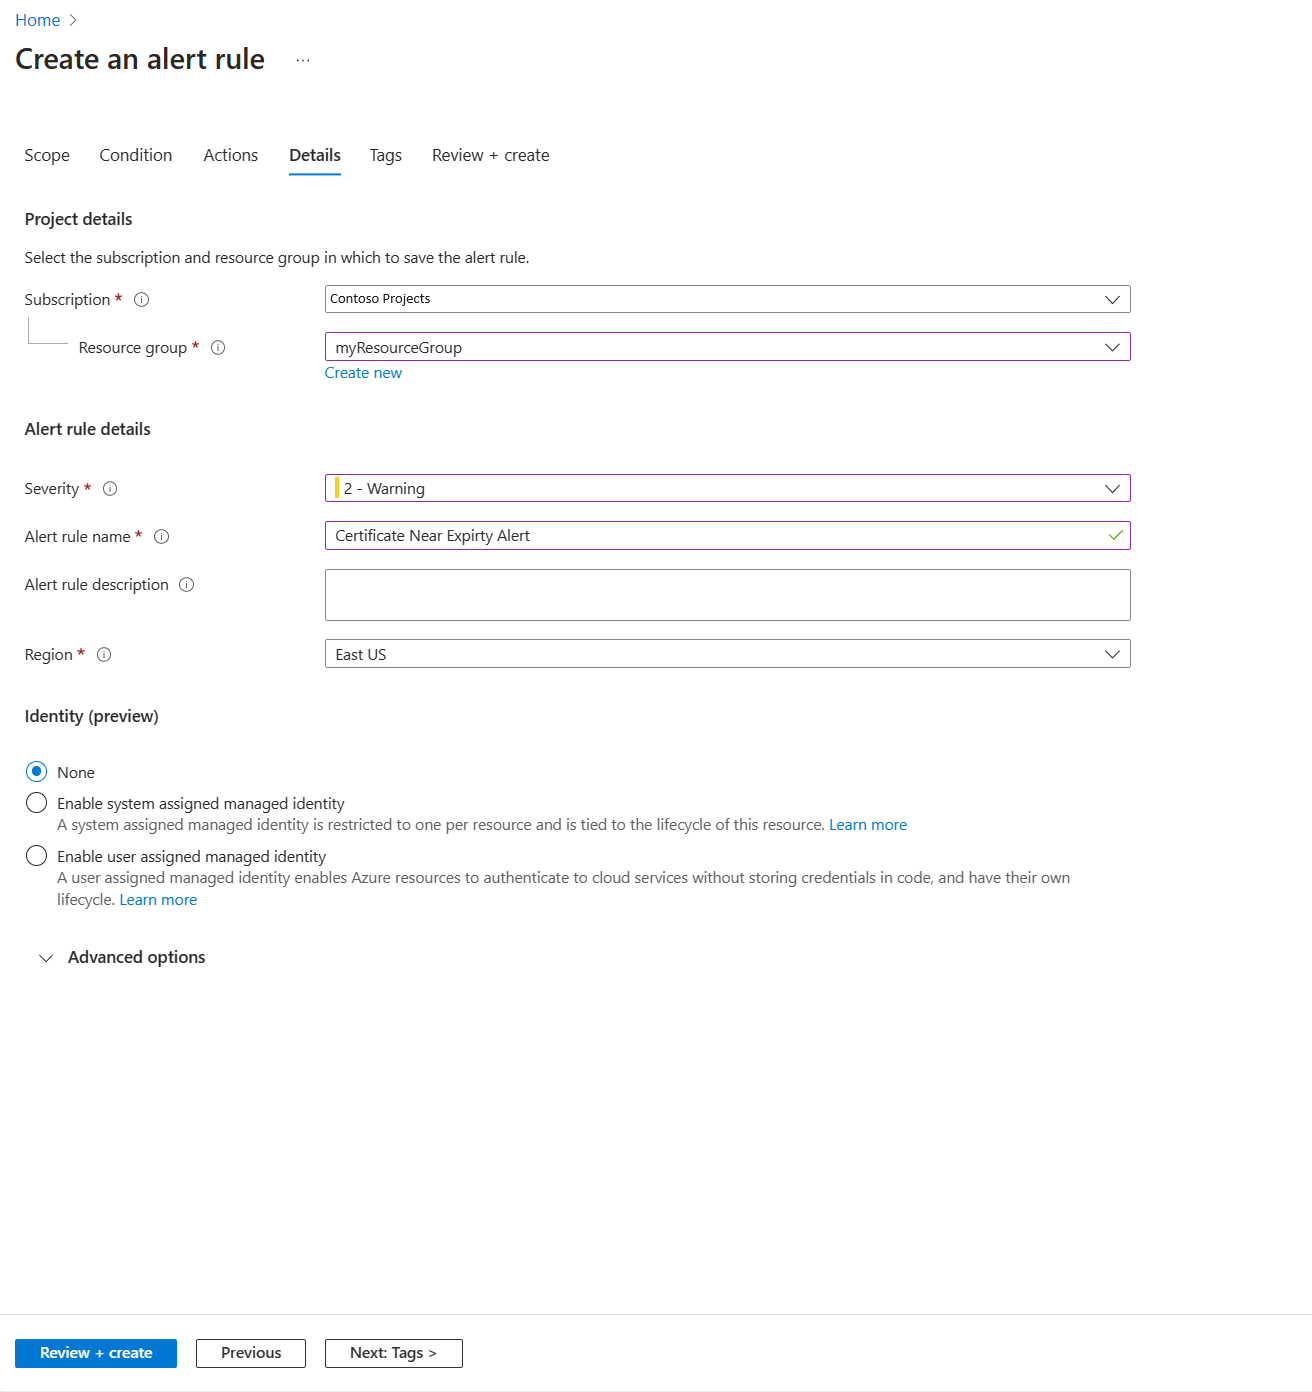 Home >
Create an alert rule ...
Scope Condition Actions Details Tags Review + create
Project details
Select the subscription and resource group in which to save the alert rule.
Subscription * Contoso Projects
Resource group * myResourceGroup
Create new
Alert rule details
Severity * 2 - Warning
Alert rule name * Certificate Near Expirty Alert
Alert rule description
Region * East US
Identity (preview)
None
Enable system assigned managed identity
A system assigned managed identity is restricted to one per resource and is tied to the lifecycle of this resource. Learn more
Enable user assigned managed identity
A user assigned managed identity enables Azure resources to authenticate to cloud services without storing credentials in code, and have their own
lifecycle. Learn more
Advanced options
Review + create Previous Next: Tags >